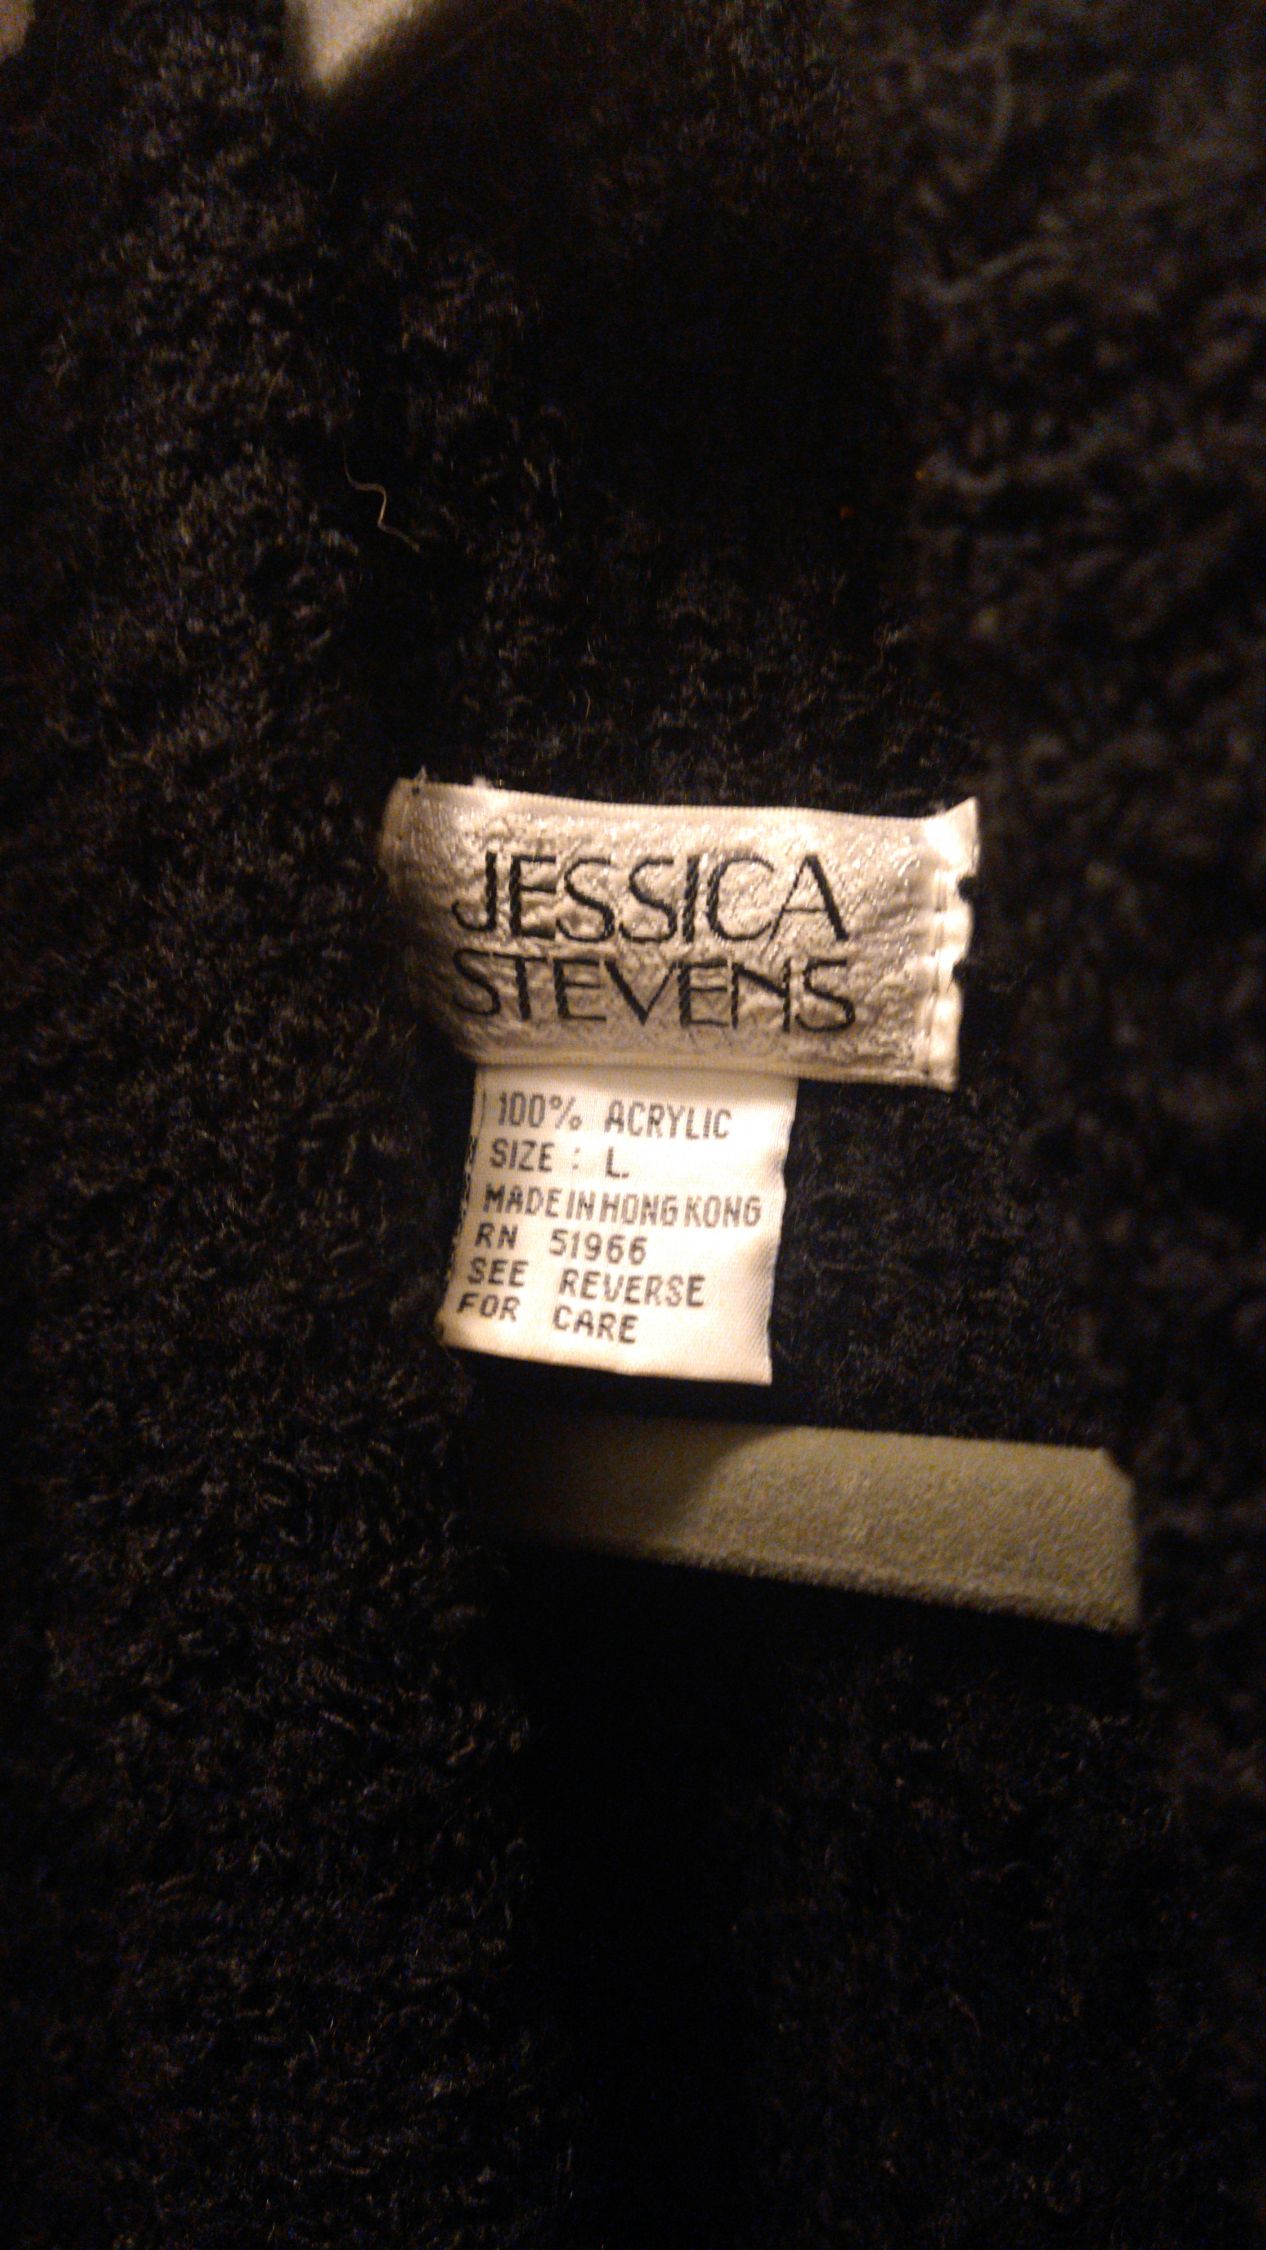 JESSICA
STEVENS
100% ACRYLIC
SIZE : L
MADE IN HONG KONG
RN 51966
SEE REVERSE
FOR CARE